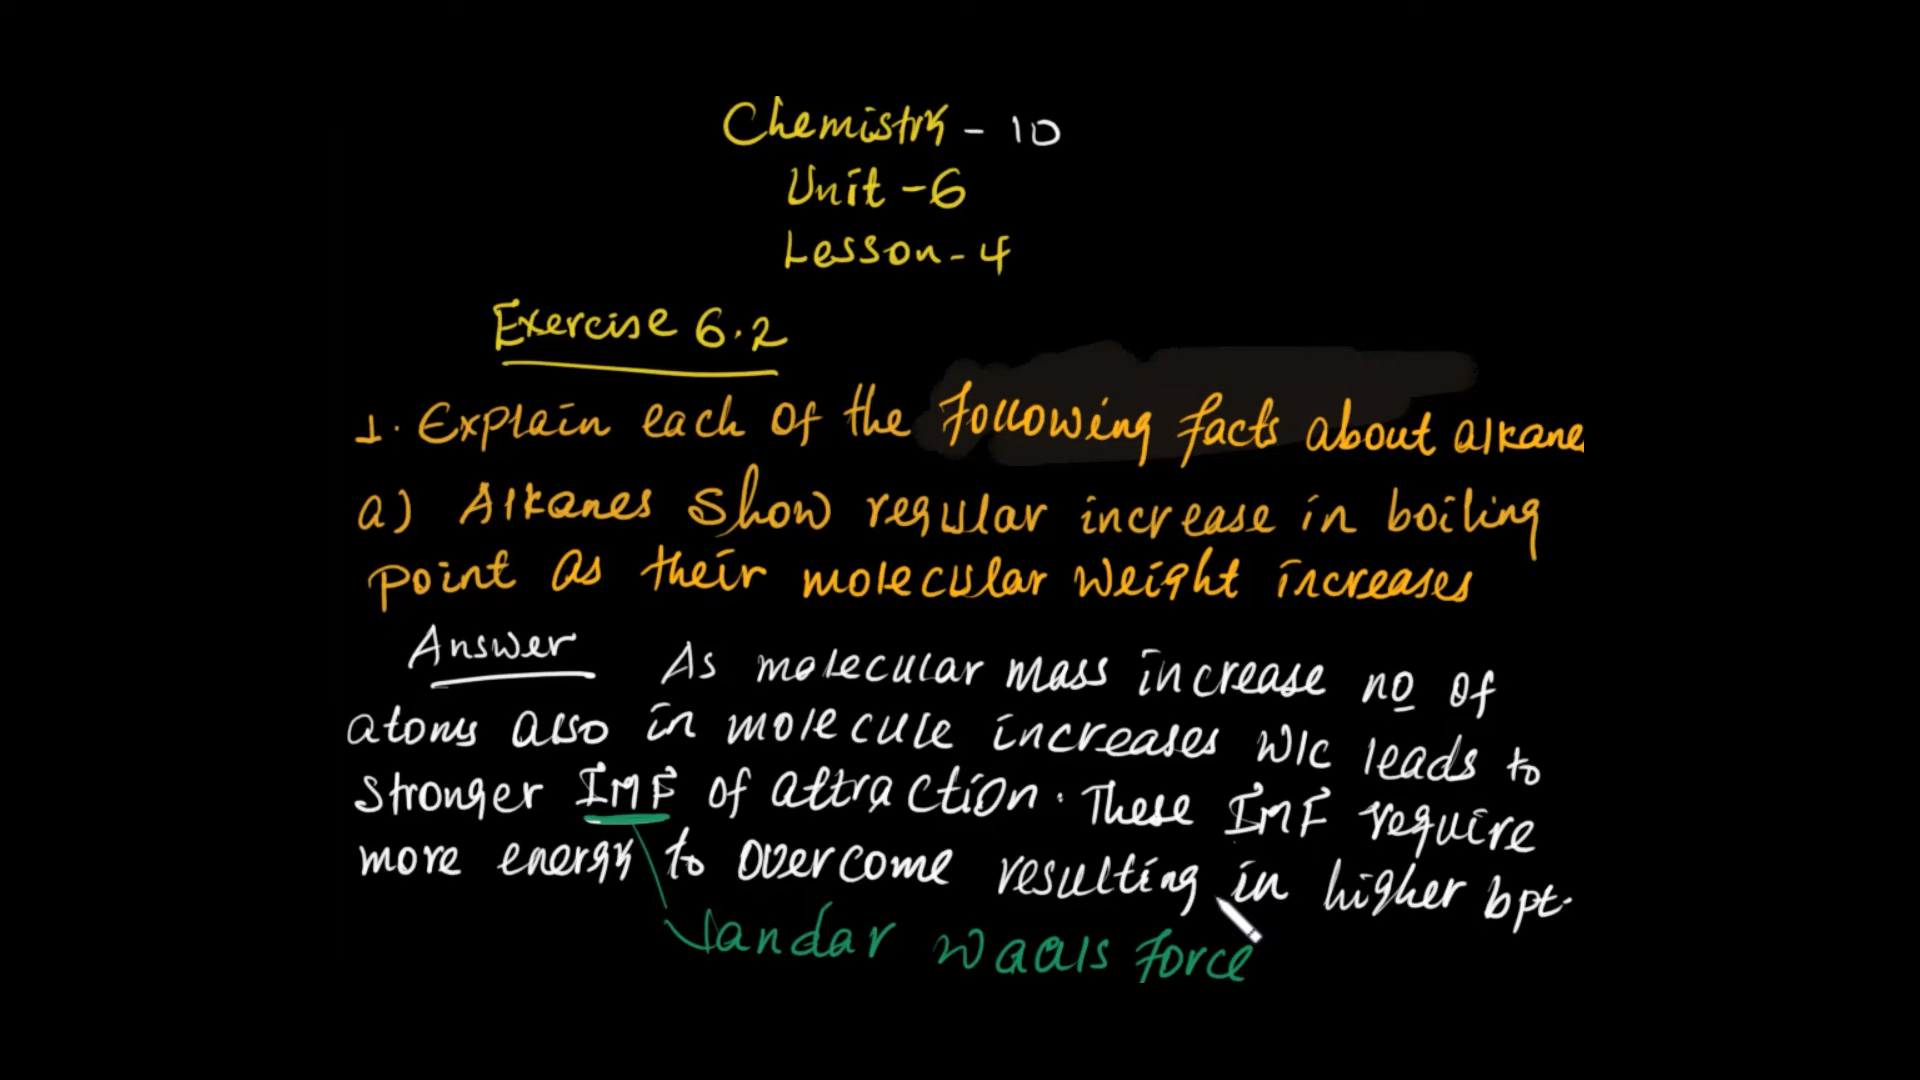 Chemistry - 10
Unit - 6
Lesson - 4
Exercise 6.2
1. Explain each of the following facts about alkane
a) Alkanes show regular increase in boiling
point as their molecular weight increases
Answer As molecular mass increase no of
atoms also in molecule increases wic leads to
stronger IMF of attraction. These IMF require
more energy to overcome resulting in higher bpt.
Vandar waals force